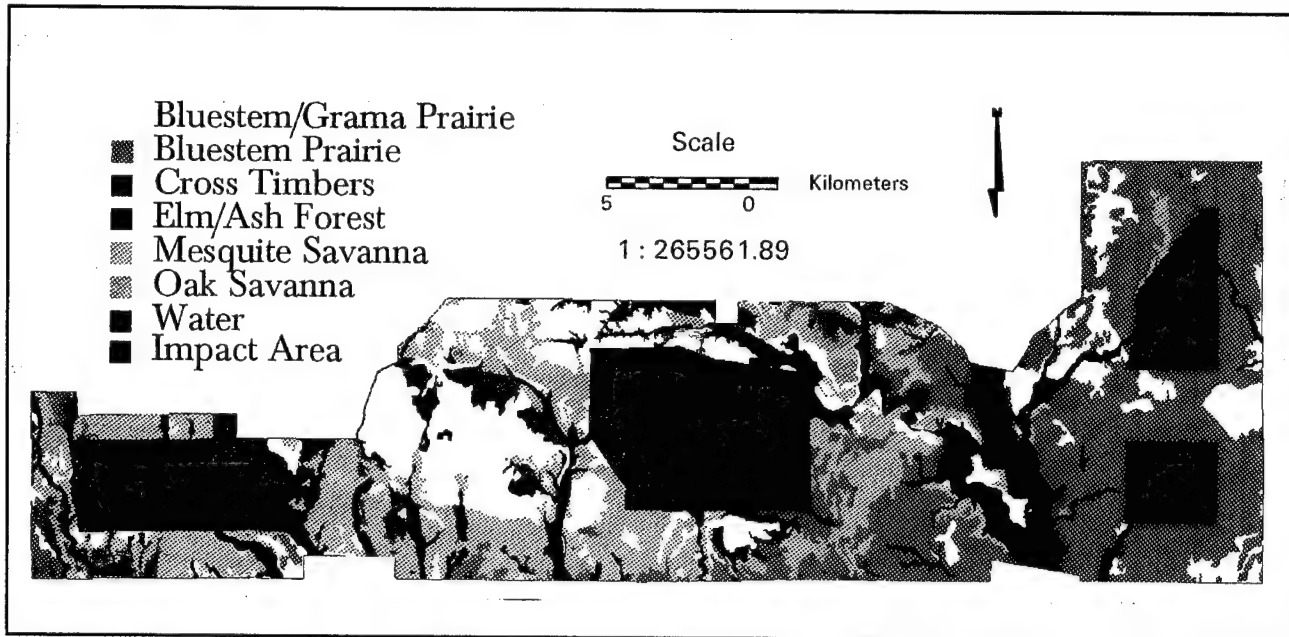 Bluestem/Grama Prairie
Bluestem Prairie
Cross Timbers
Elm/Ash Forest
Mesquite Savanna
Oak Savanna
Water
Impact Area
Scale
Kilometers
5 0
1 : 265561.89
N